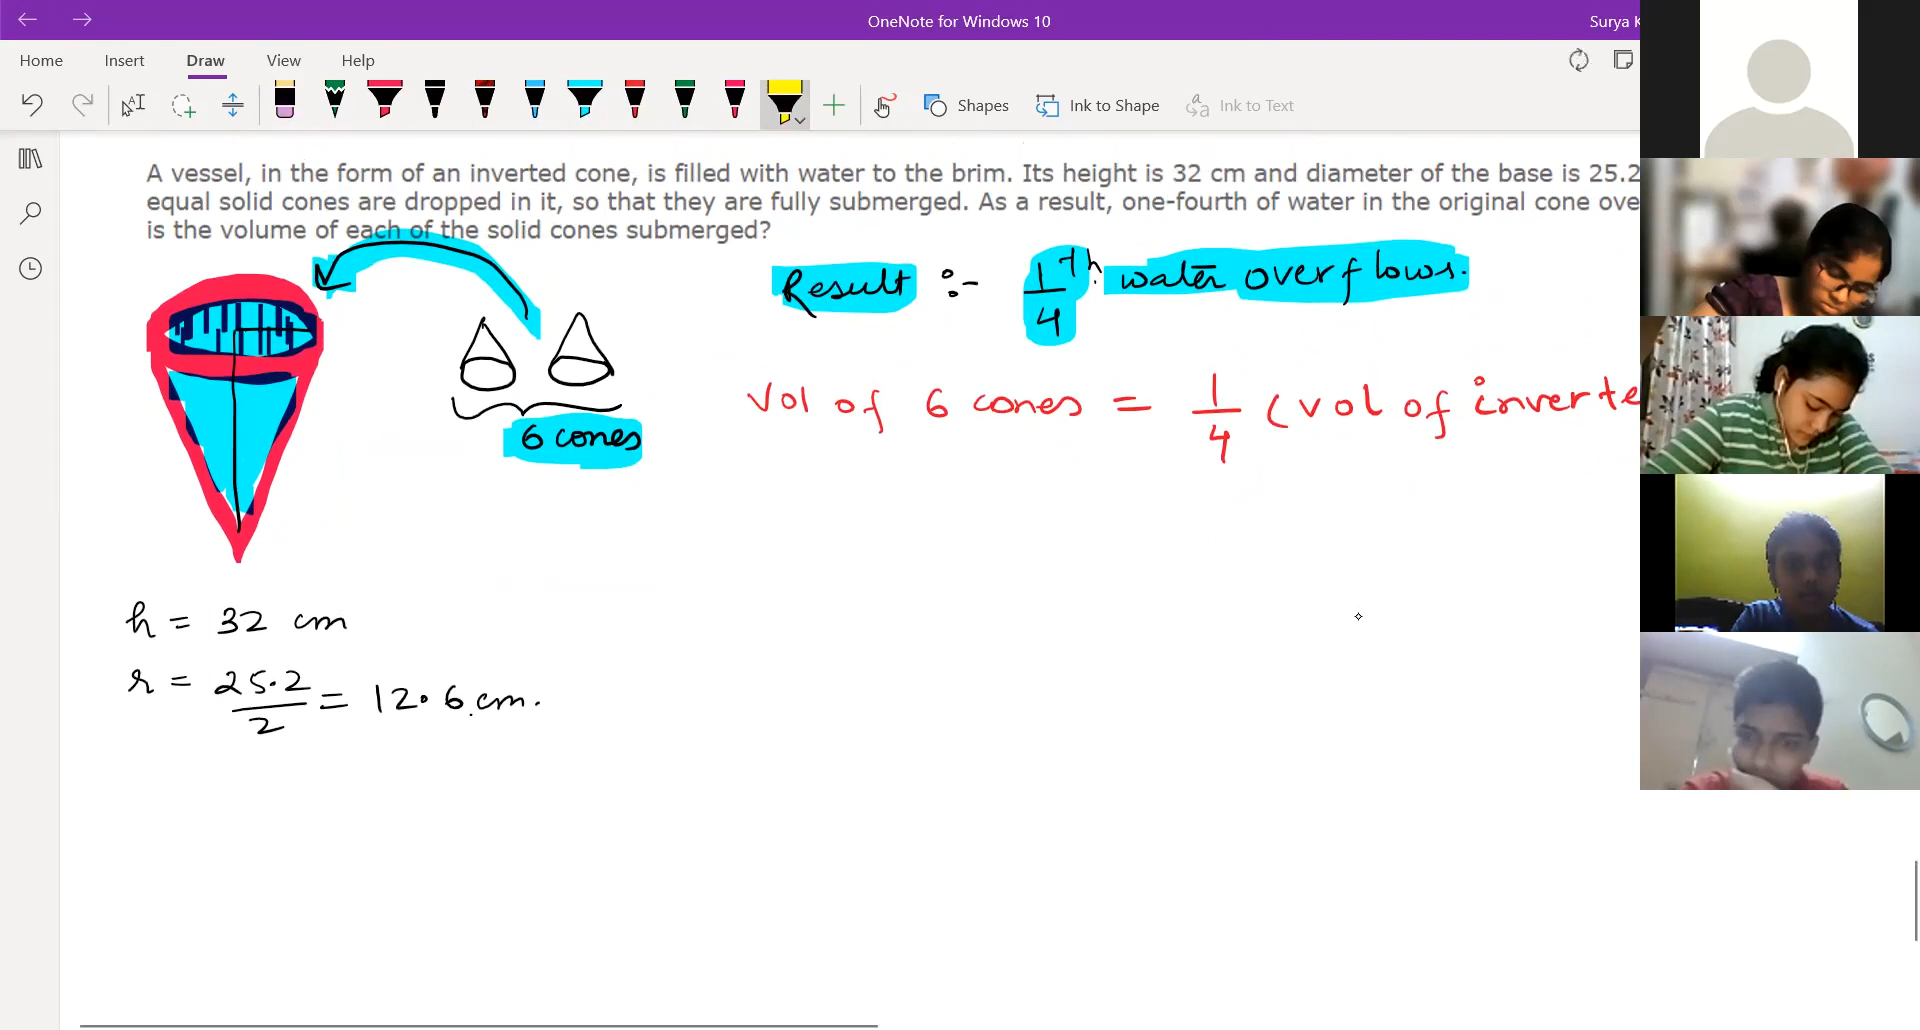 OneNote for Windows 10
Surya K
Home Insert Draw View Help
Shapes Ink to Shape Ink to Text
A vessel, in the form of an inverted cone, is filled with water to the brim. Its height is 32 cm and diameter of the base is 25.2
equal solid cones are dropped in it, so that they are fully submerged. As a result, one-fourth of water in the original cone ove
is the volume of each of the solid cones submerged?
Result :- 1/4 th water overflows.
Vol of 6 cones = 1/4 (vol of inverte
6 cones
h = 32 cm
r = 25.2/2 = 12.6 cm.